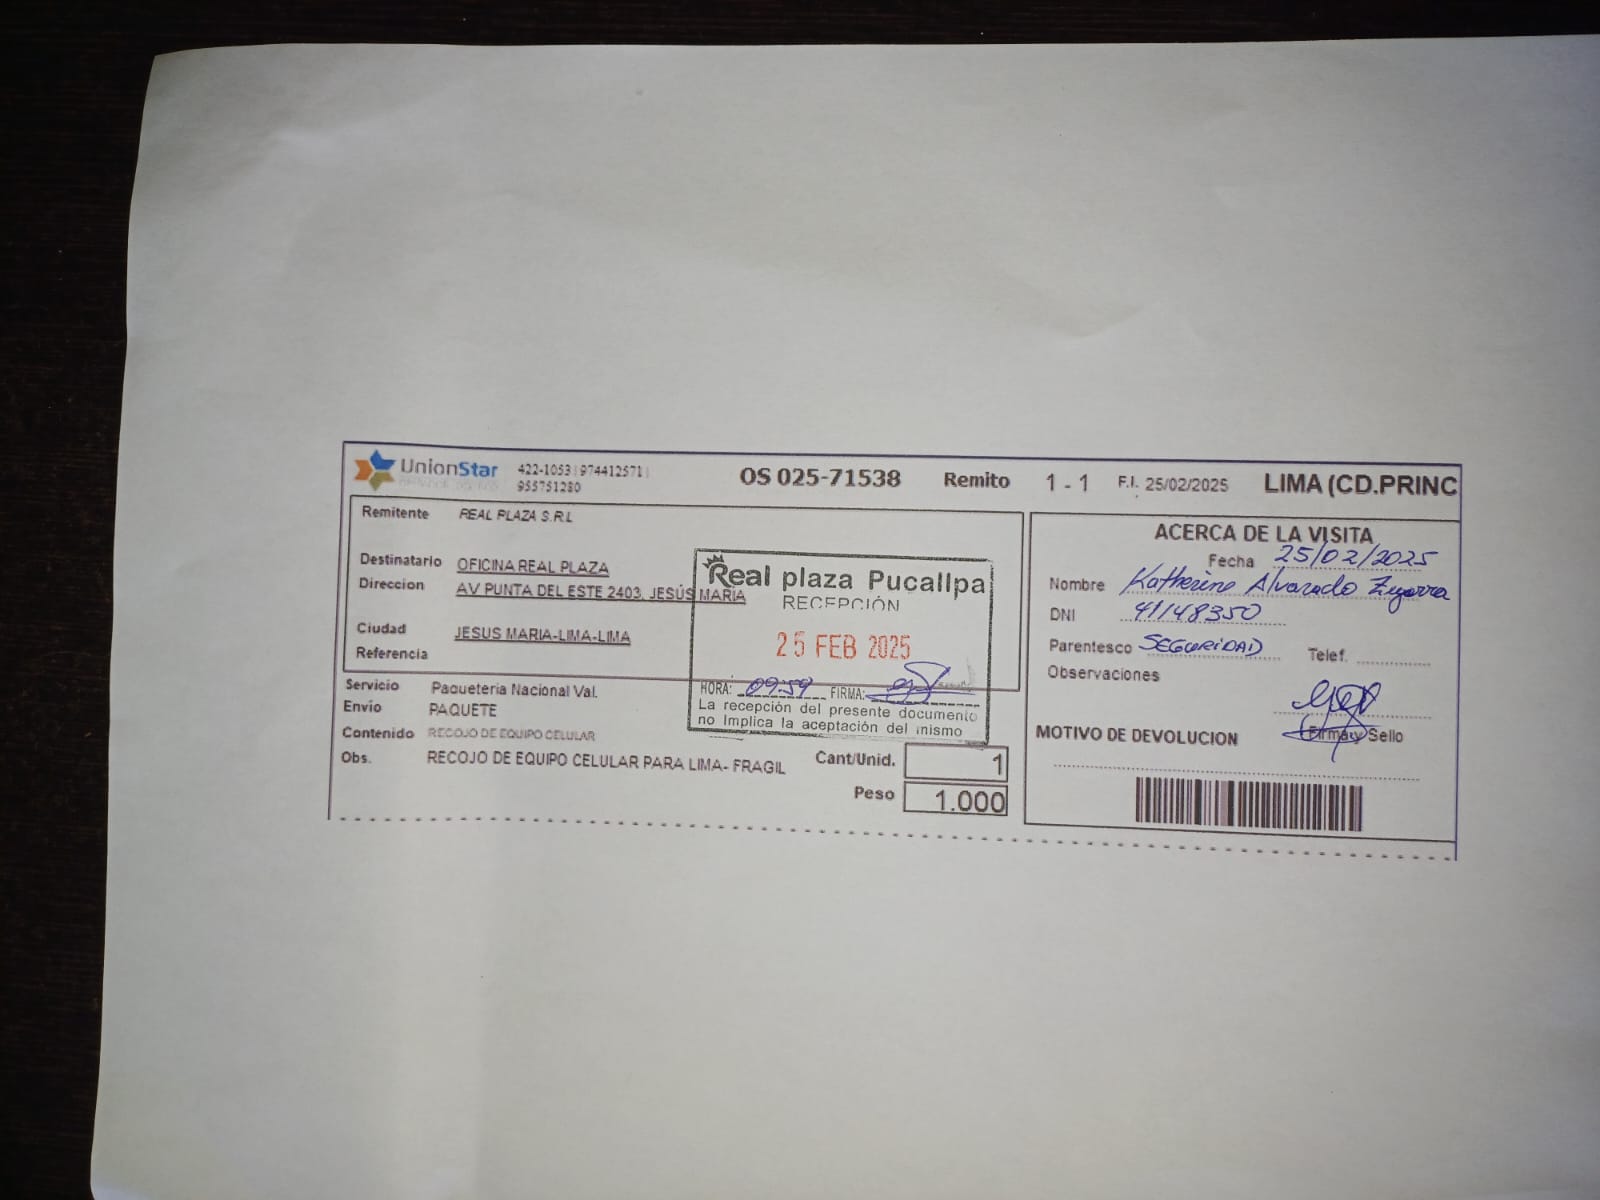 UnionStar 422-1053|974412571| OS 025-71538 Remito 1 - 1 F.I. 25/02/2025 LIMA (CD.PRINC
955751280
Remitente REAL PLAZA S.R.L
Destinatario OFICINA REAL PLAZA
Direccion AV PUNTA DEL ESTE 2403, JESÚS MARIA
Ciudad JESUS MARIA-LIMA-LIMA
Referencia
Real plaza Pucallpa
RECEPCIÓN
25 FEB 2025
HORA: 09:59 FIRMA:
La recepción del presente documento
no Implica la aceptación del mismo
Servicio Paqueteria Nacional Val.
Envío PAQUETE
Contenido RECOJO DE EQUIPO CELULAR
Obs. RECOJO DE EQUIPO CELULAR PARA LIMA- FRAGIL
Cant/Unid. 1
Peso 1.000
ACERCA DE LA VISITA
Fecha 25/02/2025
Nombre Katherine Alvarado Zegarra
DNI 41148350
Parentesco SEGURIDAD Telef.
Observaciones
Firma y Sello
MOTIVO DE DEVOLUCION